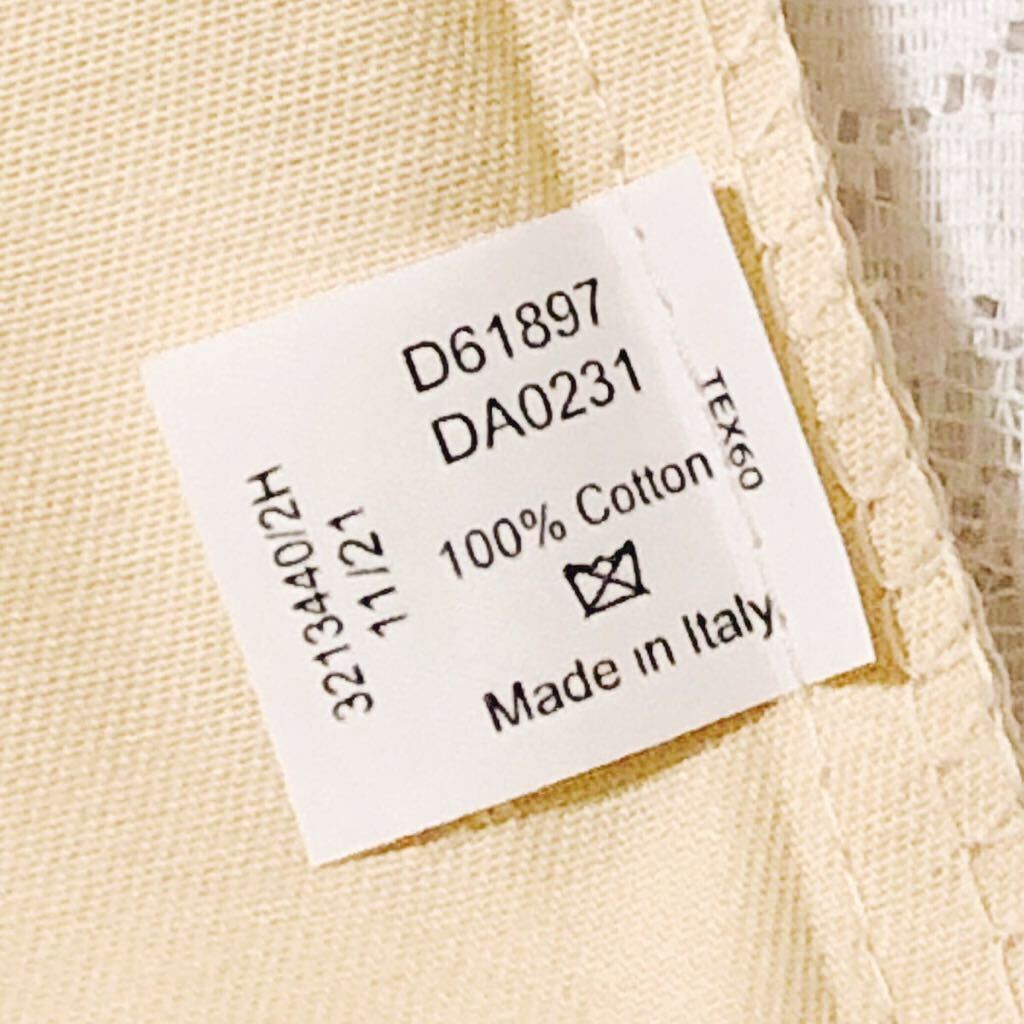 D61897
DA0231
100% Cotton
Made in Italy
3213440/2H
11/21
TEX60